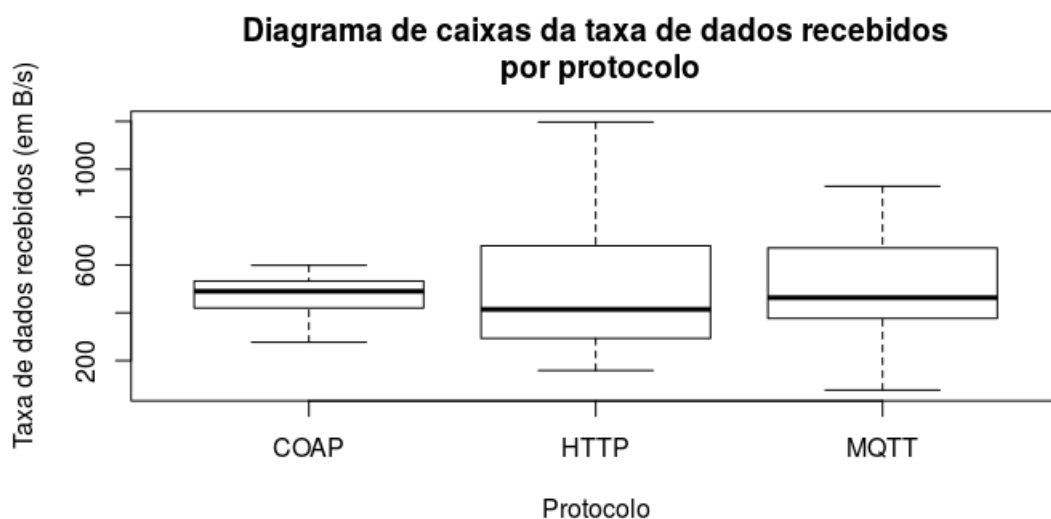 Diagrama de caixas da taxa de dados recebidos
por protocolo
Taxa de dados recebidos (em B/s)
1000
600
200
COAP HTTP MQTT
Protocolo